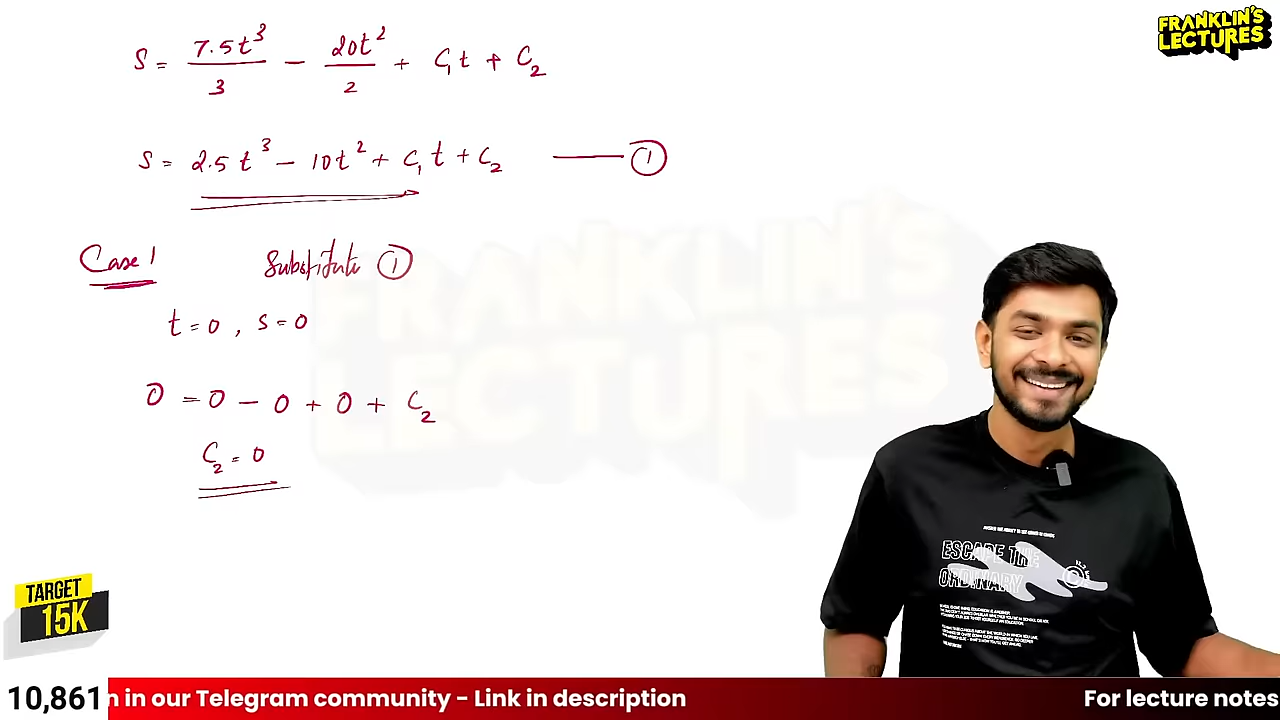 FRANKLIN'S
LECTURES
S = 7.5t³/3 − 20t²/2 + C₁t + C₂
S = 2.5t³ − 10t² + C₁t + C₂ —— ①
Case 1 Substitute ①
t = 0, s = 0
0 = 0 − 0 + 0 + C₂
C₂ = 0
FRANKLIN'S
LECTURES
ESCAPE THE
ORDINARY
TARGET
15K
10,861 n in our Telegram community - Link in description For lecture notes